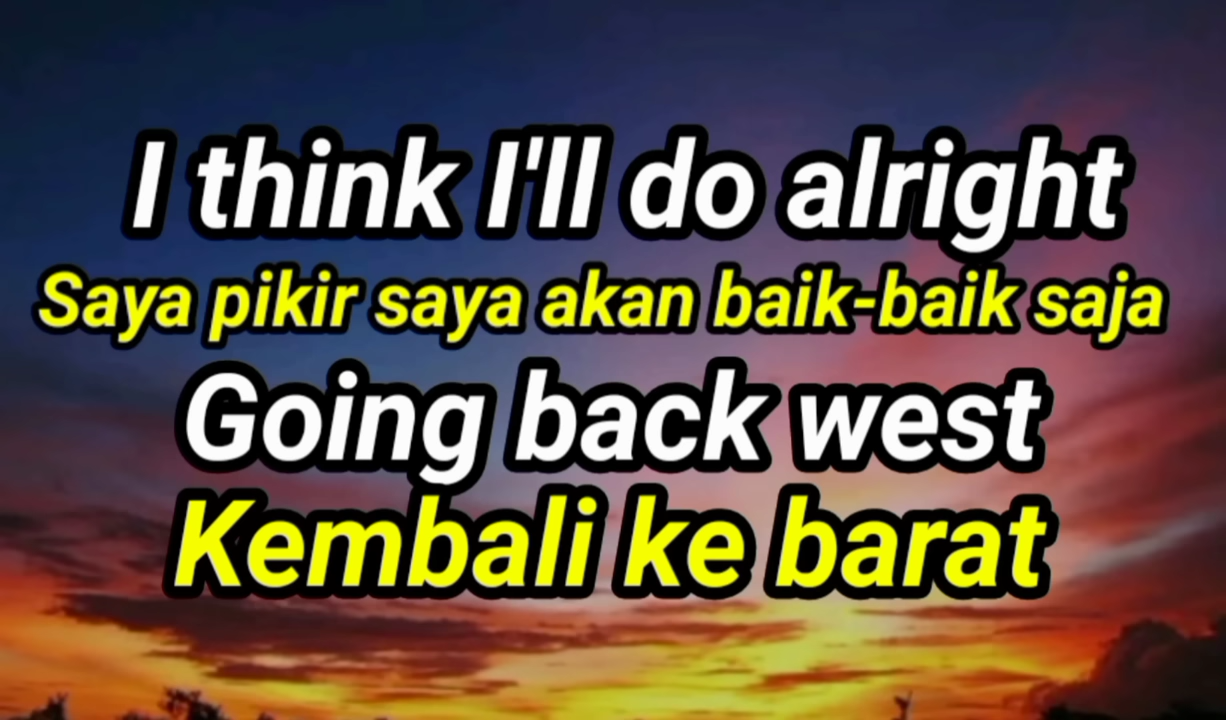 I think I'll do alright
Saya pikir saya akan baik-baik saja
Going back west
Kembali ke barat